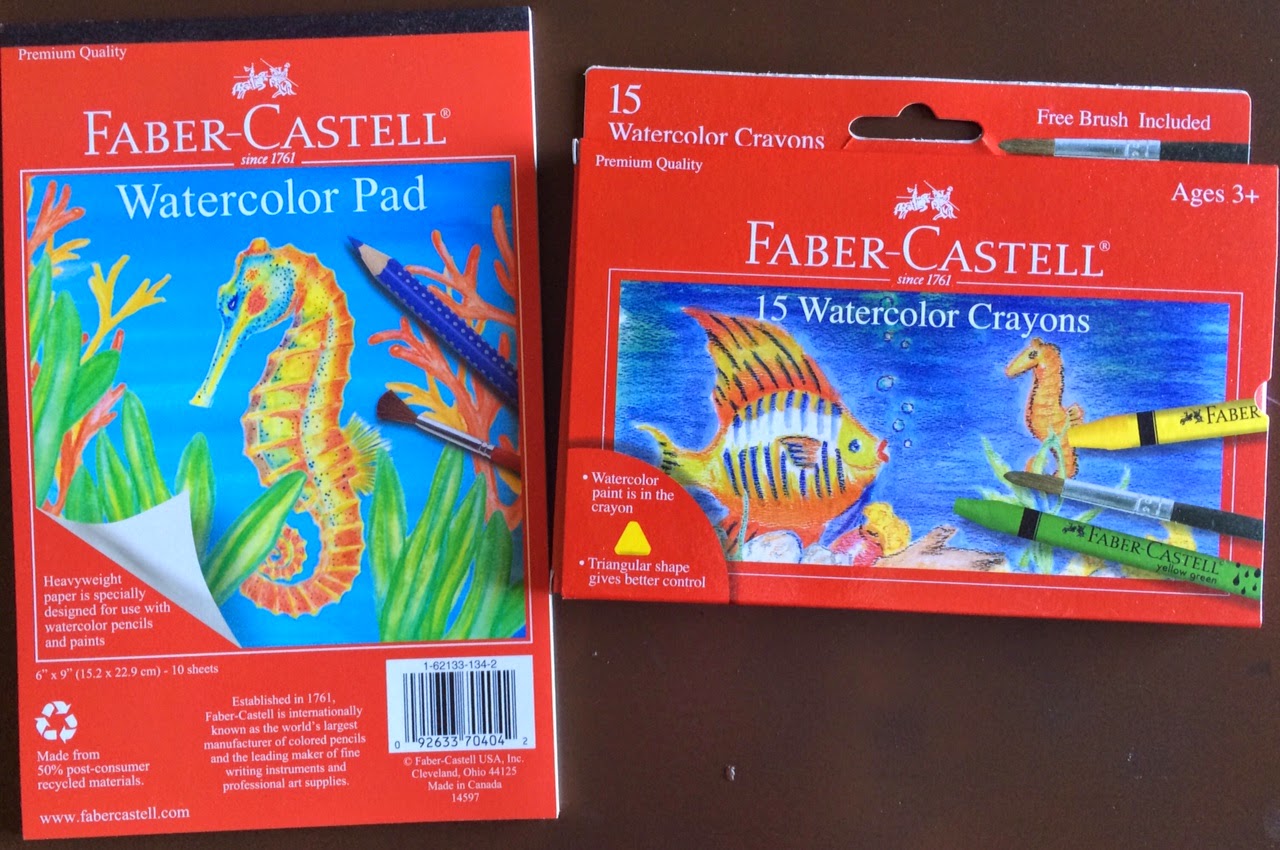 Premium Quality
FABER-CASTELL®
since 1761
Watercolor Pad
Heavyweight
paper is specially
designed for use with
watercolor pencils
and paints
6” x 9” (15.2 x 22.9 cm) - 10 sheets
Made from
50% post-consumer
recycled materials.
www.fabercastell.com
Established in 1761,
Faber-Castell is internationally
known as the world's largest
manufacturer of colored pencils
and the leading maker of fine
writing instruments and
professional art supplies.
1-62133-134-2
0 92633 70404 2
© Faber-Castell USA, Inc.
Cleveland, Ohio 44125
Made in Canada
14597
15
Watercolor Crayons
Free Brush Included
Premium Quality
Ages 3+
FABER-CASTELL®
since 1761
15 Watercolor Crayons
FABER
FABER-CASTELL
yellow green
• Watercolor
paint is in the
crayon
• Triangular shape
gives better control